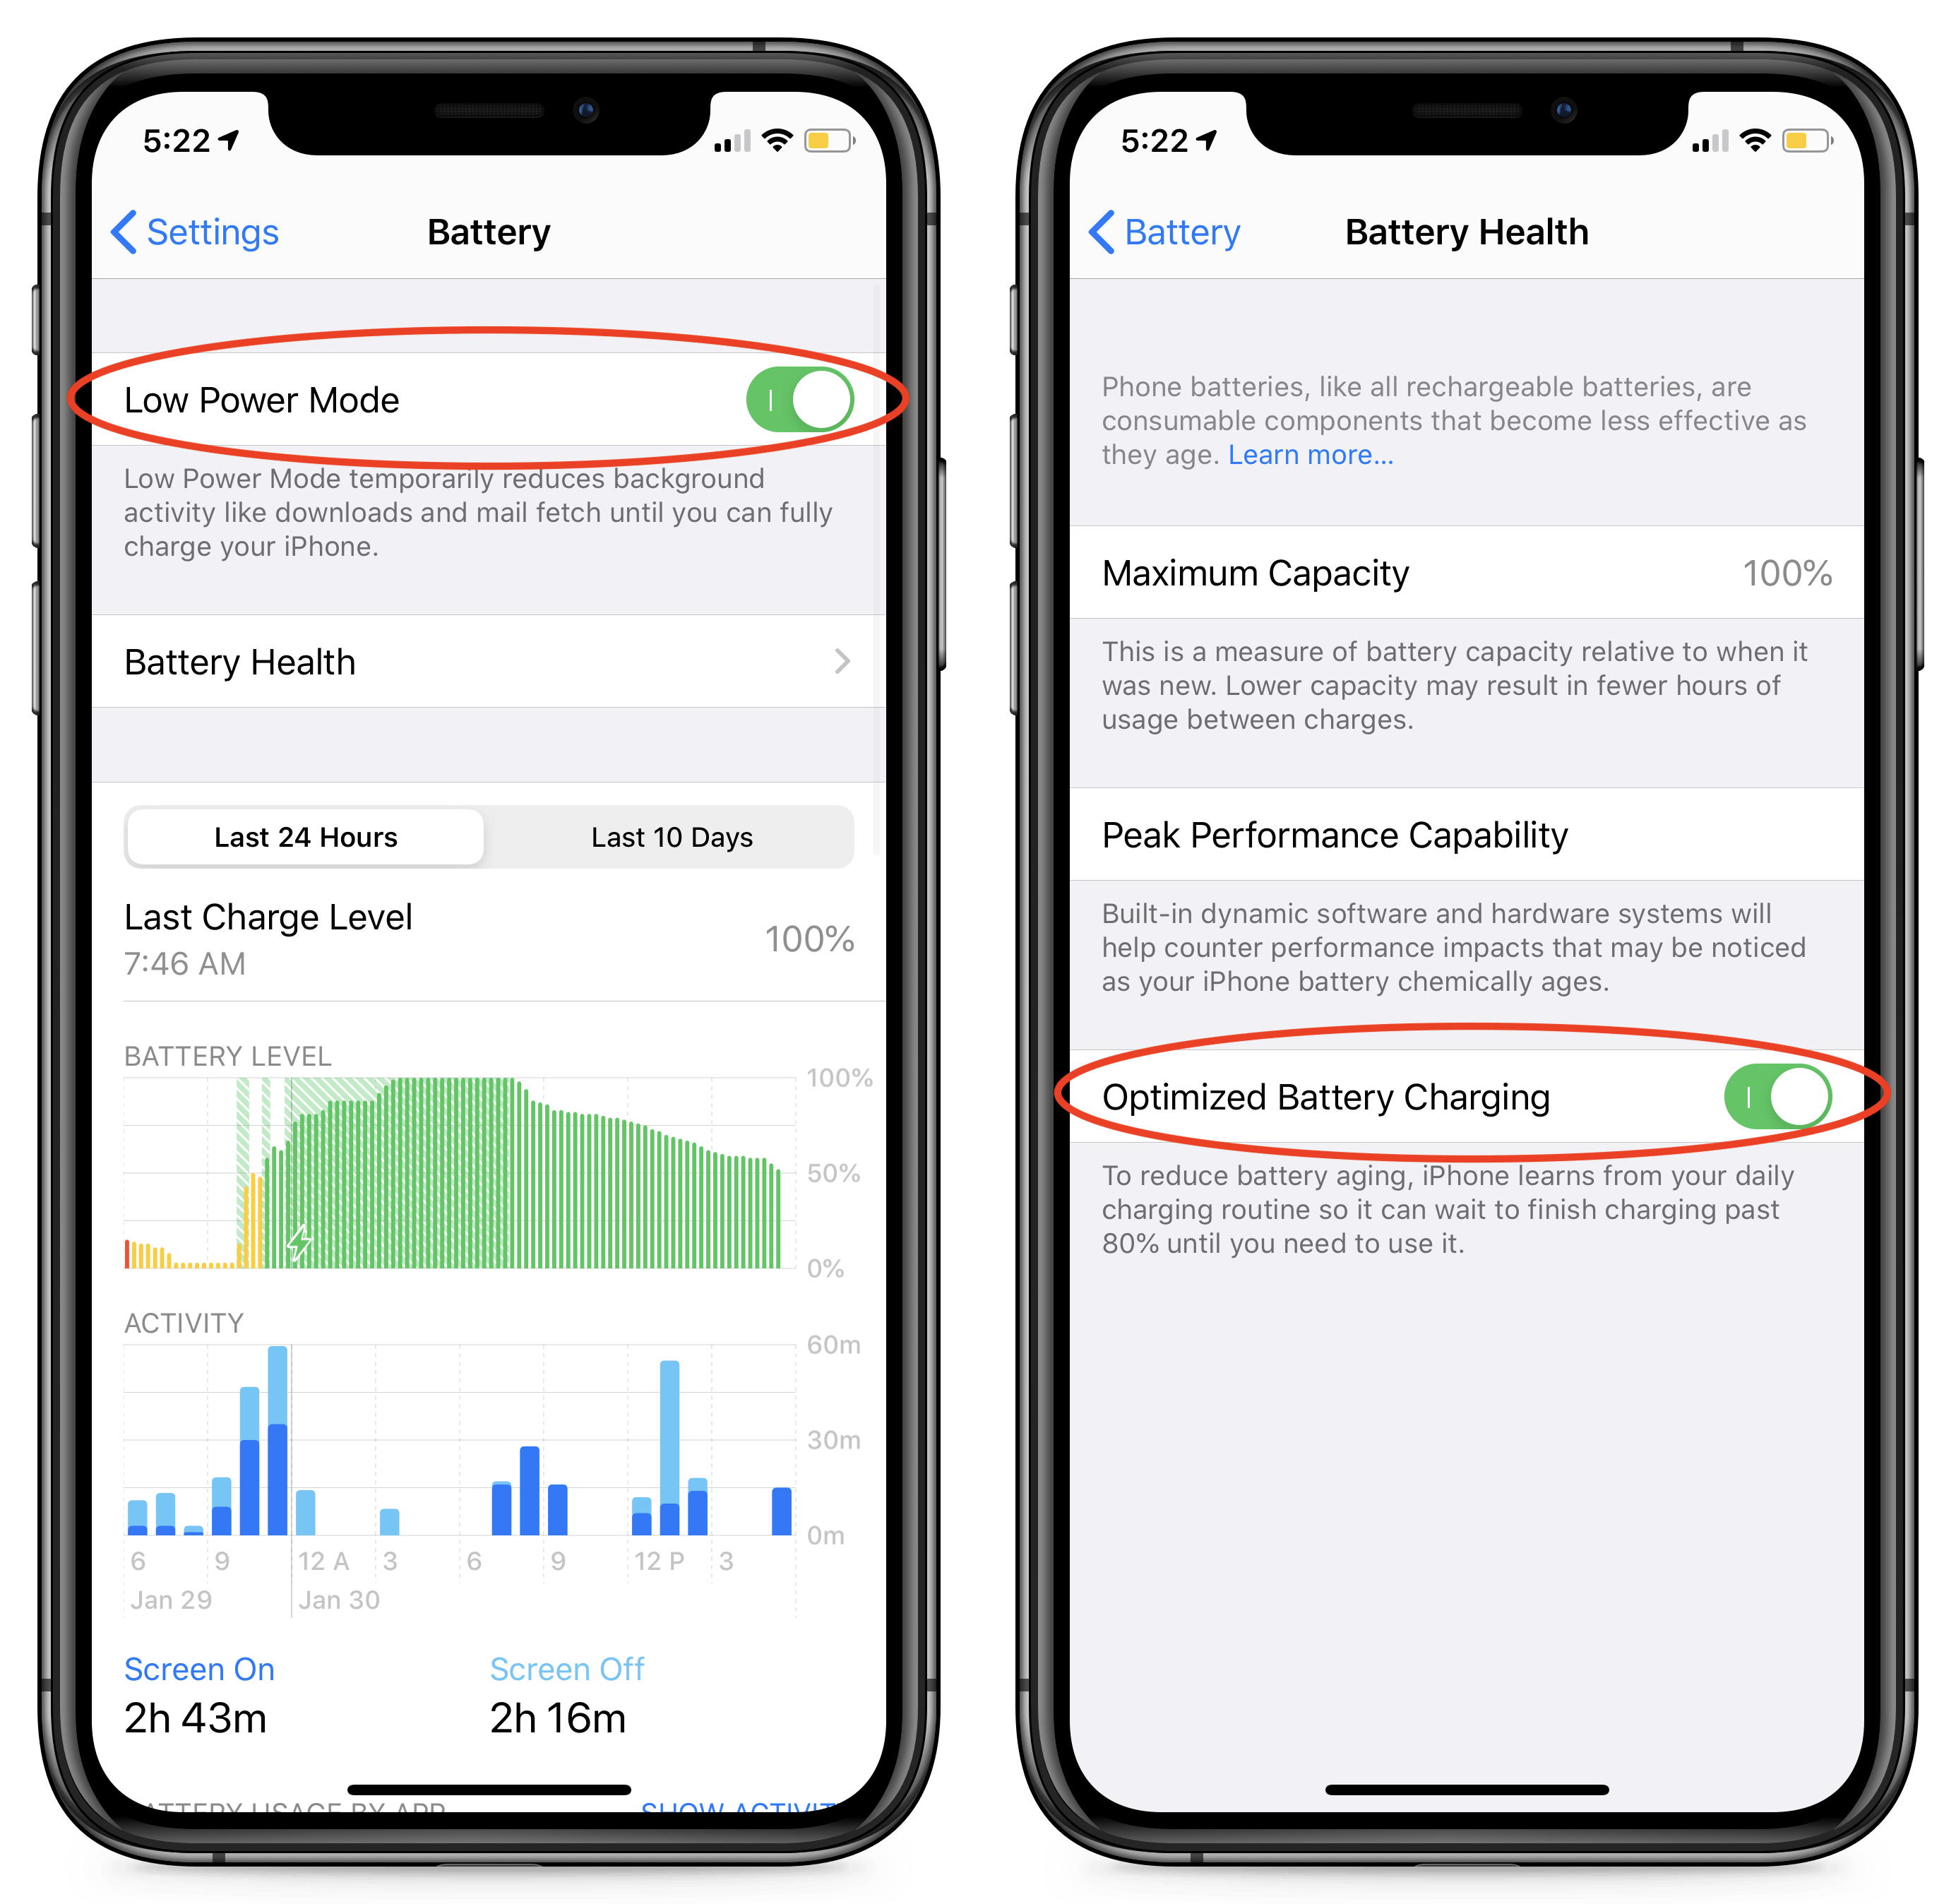 5:22
Settings
Battery
Low Power Mode
Low Power Mode temporarily reduces background
activity like downloads and mail fetch until you can fully
charge your iPhone.
Battery Health
Last 24 Hours
Last 10 Days
Last Charge Level
100%
7:46 AM
BATTERY LEVEL
100%
50%
0%
ACTIVITY
60m
30m
0m
6 9 12 A 3 6 9 12 P 3
Jan 29 Jan 30
Screen On Screen Off
2h 43m 2h 16m
BATTERY USAGE BY APP SHOW ACTIVITY
5:22
Battery
Battery Health
Phone batteries, like all rechargeable batteries, are
consumable components that become less effective as
they age. Learn more...
Maximum Capacity 100%
This is a measure of battery capacity relative to when it
was new. Lower capacity may result in fewer hours of
usage between charges.
Peak Performance Capability
Built-in dynamic software and hardware systems will
help counter performance impacts that may be noticed
as your iPhone battery chemically ages.
Optimized Battery Charging
To reduce battery aging, iPhone learns from your daily
charging routine so it can wait to finish charging past
80% until you need to use it.